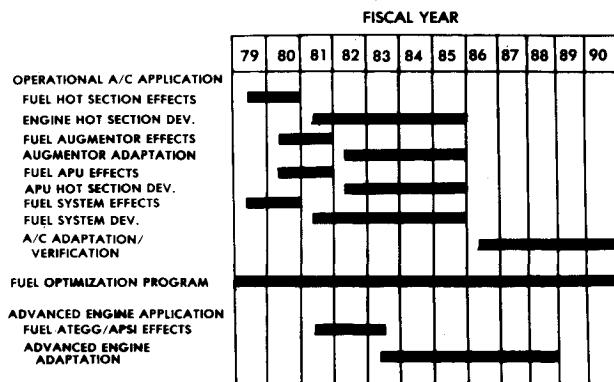 FISCAL YEAR
79 80 81 82 83 84 85 86 87 88 89 90
OPERATIONAL A/C APPLICATION
FUEL HOT SECTION EFFECTS
ENGINE HOT SECTION DEV.
FUEL AUGMENTOR EFFECTS
AUGMENTOR ADAPTATION
FUEL APU EFFECTS
APU HOT SECTION DEV.
FUEL SYSTEM EFFECTS
FUEL SYSTEM DEV.
A/C ADAPTATION/
VERIFICATION
FUEL OPTIMIZATION PROGRAM
ADVANCED ENGINE APPLICATION
FUEL ATEGG/APSI EFFECTS
ADVANCED ENGINE
ADAPTATION